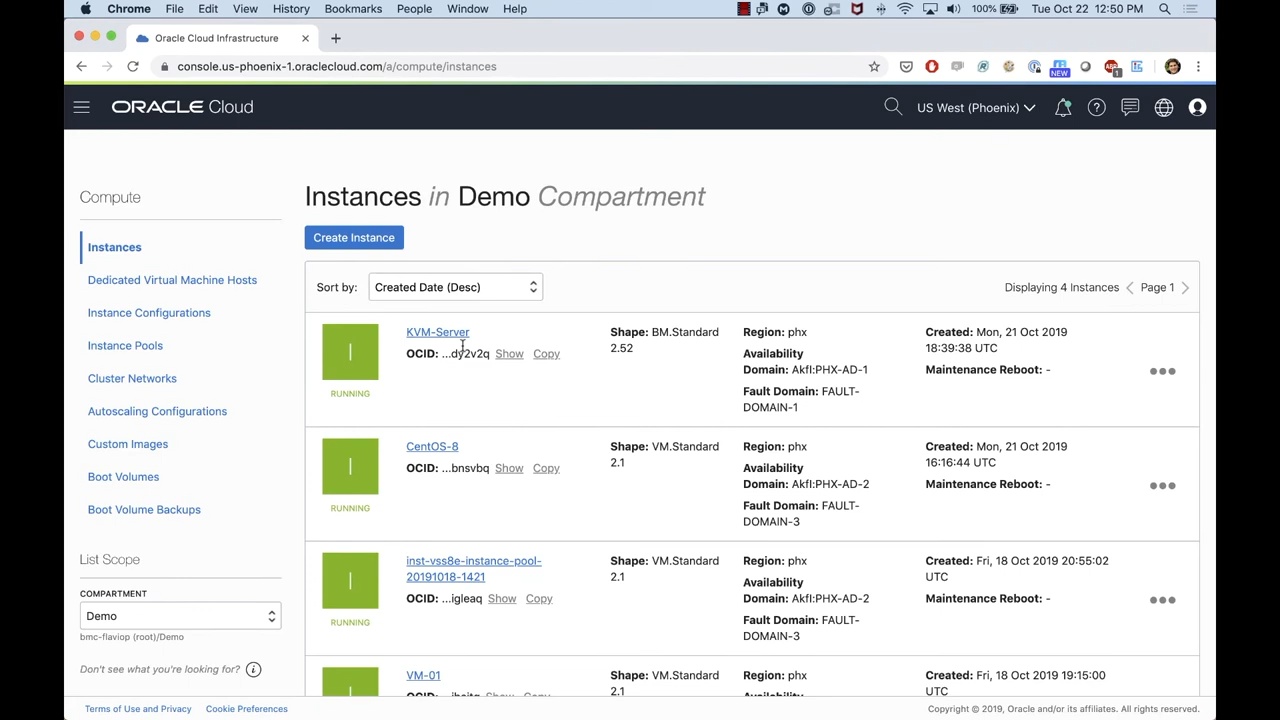 Chrome File Edit View History Bookmarks People Window Help 100% Tue Oct 22 12:50 PM
Oracle Cloud Infrastructure
console.us-phoenix-1.oraclecloud.com/a/compute/instances
NEW
ABP
1
ORACLE Cloud
US West (Phoenix)
Compute
Instances
Dedicated Virtual Machine Hosts
Instance Configurations
Instance Pools
Cluster Networks
Autoscaling Configurations
Custom Images
Boot Volumes
Boot Volume Backups
List Scope
COMPARTMENT
Demo
bmc-flaviop (root)/Demo
Don't see what you're looking for?
Instances in Demo Compartment
Create Instance
Sort by: Created Date (Desc)
Displaying 4 Instances Page 1
I
RUNNING
KVM-Server
OCID: ...dy2v2q Show Copy
Shape: BM.Standard
2.52
Region: phx
Availability
Domain: AkfI:PHX-AD-1
Fault Domain: FAULT-
DOMAIN-1
Created: Mon, 21 Oct 2019
18:39:38 UTC
Maintenance Reboot: -
I
RUNNING
CentOS-8
OCID: ...bnsvbq Show Copy
Shape: VM.Standard
2.1
Region: phx
Availability
Domain: AkfI:PHX-AD-2
Fault Domain: FAULT-
DOMAIN-3
Created: Mon, 21 Oct 2019
16:16:44 UTC
Maintenance Reboot: -
I
RUNNING
inst-vss8e-instance-pool-
20191018-1421
OCID: ...igleaq Show Copy
Shape: VM.Standard
2.1
Region: phx
Availability
Domain: AkfI:PHX-AD-2
Fault Domain: FAULT-
DOMAIN-3
Created: Fri, 18 Oct 2019 20:55:02
UTC
Maintenance Reboot: -
VM-01
Shape: VM.Standard
2.1
Region: phx
Availability
Created: Fri, 18 Oct 2019 19:15:00
UTC
Terms of Use and Privacy Cookie Preferences
Copyright © 2019, Oracle and/or its affiliates. All rights reserved.